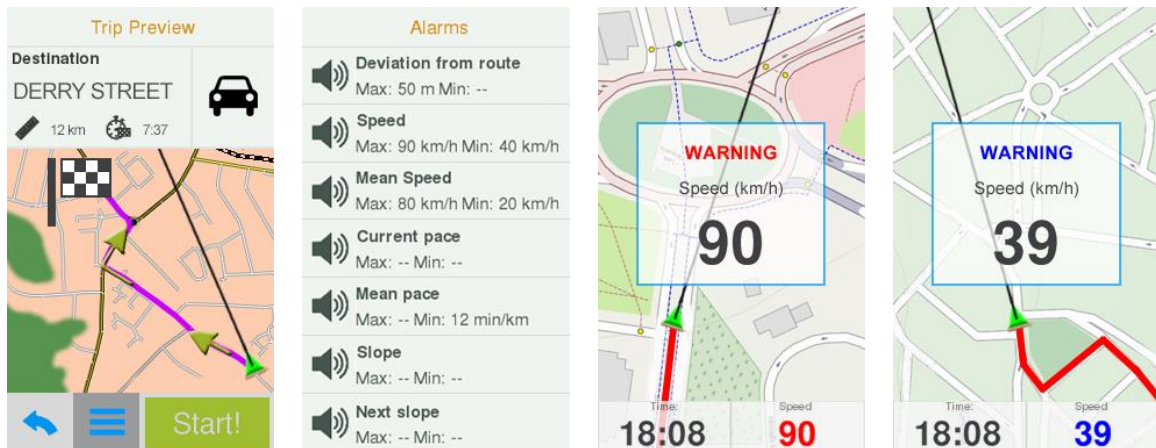 Trip Preview
Destination
DERRY STREET
12 km
7:37
Start!
Alarms
Deviation from route
Max: 50 m Min: --
Speed
Max: 90 km/h Min: 40 km/h
Mean Speed
Max: 80 km/h Min: 20 km/h
Current pace
Max: -- Min: --
Mean pace
Max: -- Min: 12 min/km
Slope
Max: -- Min: --
Next slope
Max: -- Min: --
WARNING
Speed (km/h)
90
Time:
Speed
18:08
90
WARNING
Speed (km/h)
39
Time:
Speed
18:08
39